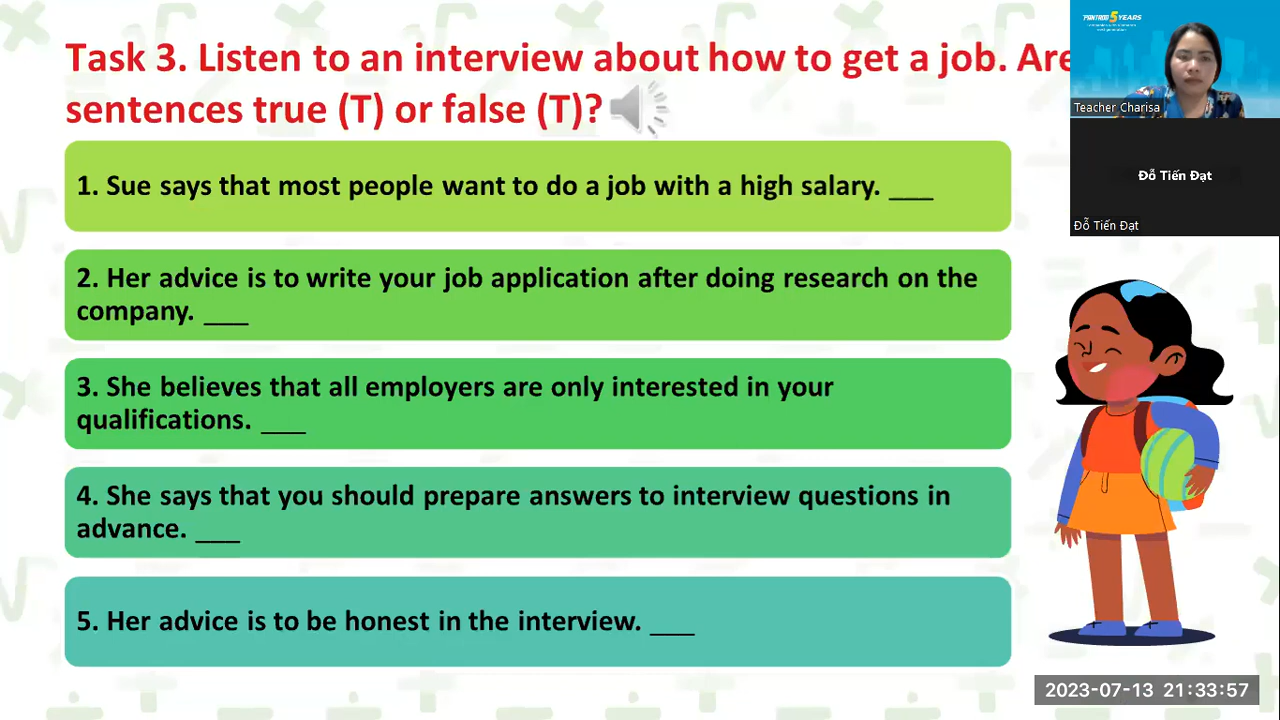 Task 3. Listen to an interview about how to get a job. Are
sentences true (T) or false (T)?
1. Sue says that most people want to do a job with a high salary. ___
2. Her advice is to write your job application after doing research on the
company. ___
3. She believes that all employers are only interested in your
qualifications. ___
4. She says that you should prepare answers to interview questions in
advance. ___
5. Her advice is to be honest in the interview. ___
5 YEARS
Teacher Charisa
Đỗ Tiến Đạt
Đỗ Tiến Đạt
2023-07-13 21:33:57